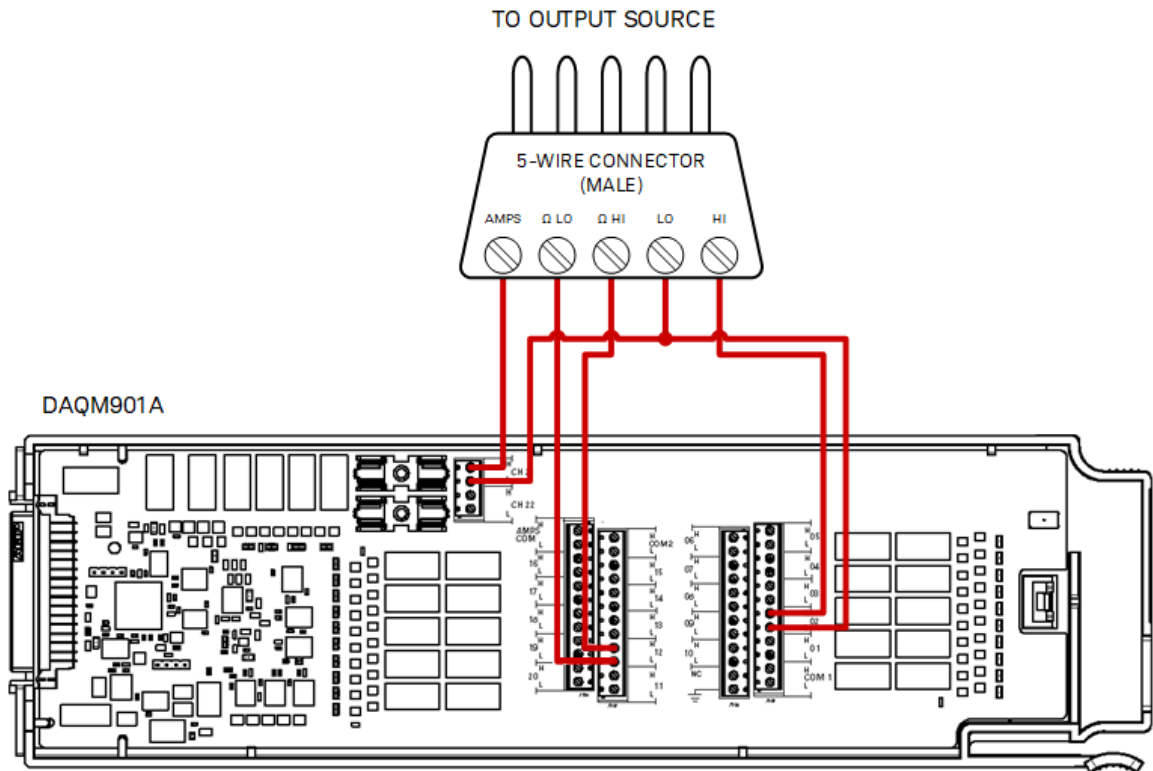 TO OUTPUT SOURCE
5-WIRE CONNECTOR
(MALE)
AMPS Ω LO Ω HI LO HI
DAQM901A
H
CH 2
L
H
CH 22
L
AMPS
COM
H
L
H
16
L
H
17
L
H
18
L
H
19
L
H
20
L
H
COM2
L
H
15
L
H
14
L
H
13
L
H
12
L
H
11
L
H
06
L
H
07
L
H
08
L
H
09
L
H
10
L
NC
H
05
L
H
04
L
H
03
L
H
02
L
H
01
L
H
COM 1
L